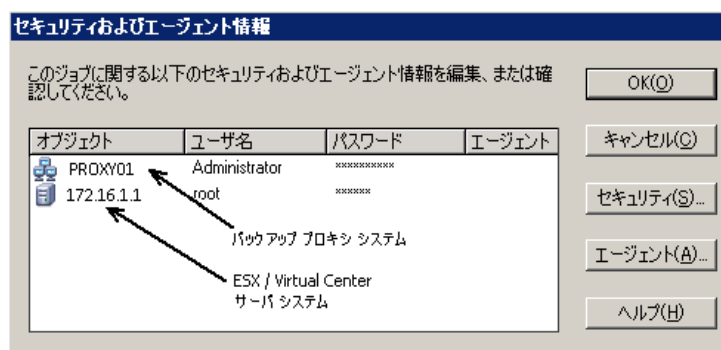 セキュリティおよびエージェント情報
このジョブに関する以下のセキュリティおよびエージェント情報を編集、または確
認してください。
OK(O)
オブジェクト ユーザ名 パスワード エージェント
キャンセル(C)
PROXY01 Administrator **********
172.16.1.1 root ******
セキュリティ(S)...
バックアップ プロキシ システム
エージェント(A)...
ESX / Virtual Center
サーバ システム
ヘルプ(H)